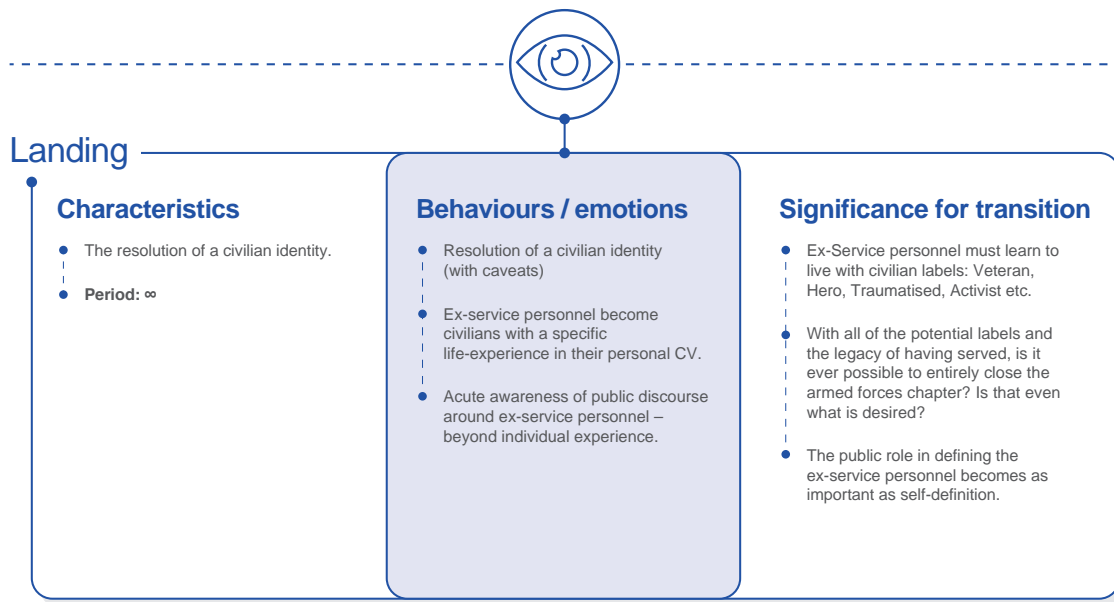 Landing
Characteristics
The resolution of a civilian identity.
Period: ∞
Behaviours / emotions
Resolution of a civilian identity
(with caveats)
Ex-service personnel become
civilians with a specific
life-experience in their personal CV.
Acute awareness of public discourse
around ex-service personnel –
beyond individual experience.
Significance for transition
Ex-Service personnel must learn to
live with civilian labels: Veteran,
Hero, Traumatised, Activist etc.
With all of the potential labels and
the legacy of having served, is it
ever possible to entirely close the
armed forces chapter? Is that even
what is desired?
The public role in defining the
ex-service personnel becomes as
important as self-definition.